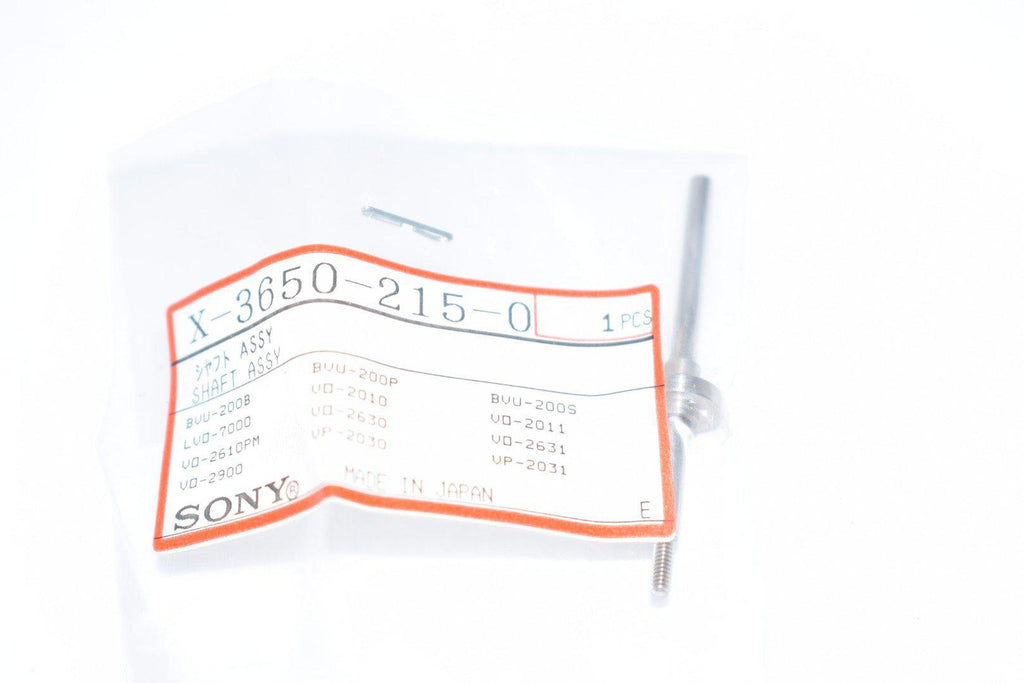 X-3650-215-0
1 PCS
シャフト ASSY
SHAFT ASSY
BVU-200B BVU-200P BVU-200S
LVO-7000 VO-2010 VO-2011
VO-2610PM VO-2630 VO-2631
VO-2900 VP-2030 VP-2031
SONY® MADE IN JAPAN E